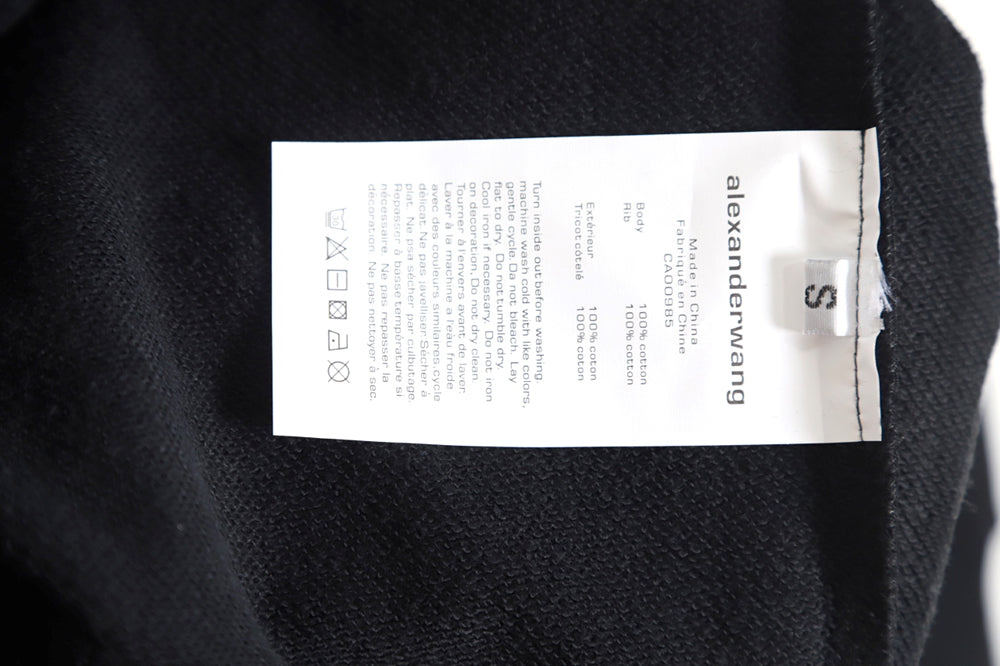 S
alexanderwang
Made in China
Fabriqué en Chine
CA00985
Body 100% cotton
Rib 100% cotton
Extérieur 100% coton
Tricot côtelé 100% coton
Turn inside out before washing,
machine wash cold with like colors,
gentle cycle. Da not bleach. Lay
flat to dry. Do not tumble dry.
Cool iron if necessary. Do not iron
on decoration. Do not dry clean.
Tourner à l'envers avant de laver.
Laver à la machine a l'eau froide
avec des couleurs similaires, cycle
délicat. Ne pas javelliser. Sécher à
plat. Ne psa sécher par culbutage.
Repasser à basse température si
nécessaire. Ne pas repasser la
décoration. Ne pas nettoyer à sec.